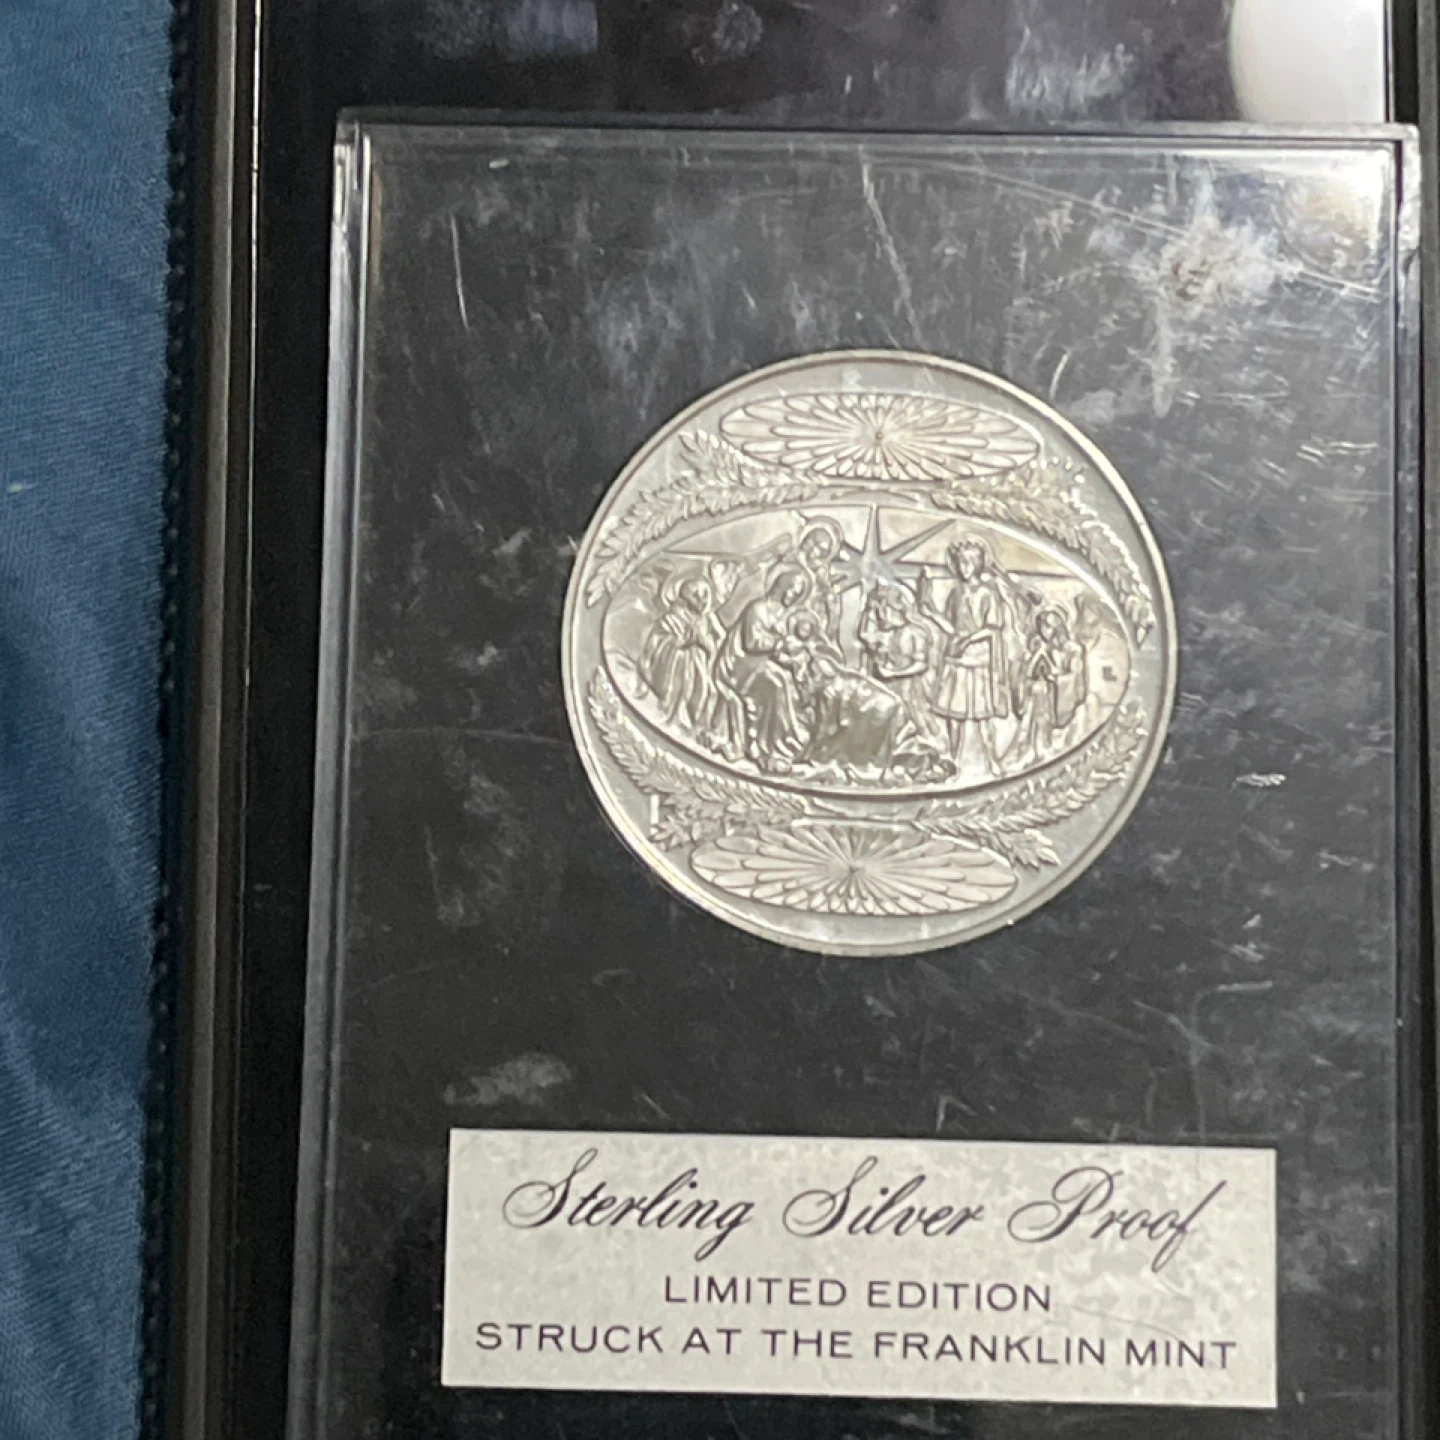 Sterling Silver Proof
LIMITED EDITION
STRUCK AT THE FRANKLIN MINT